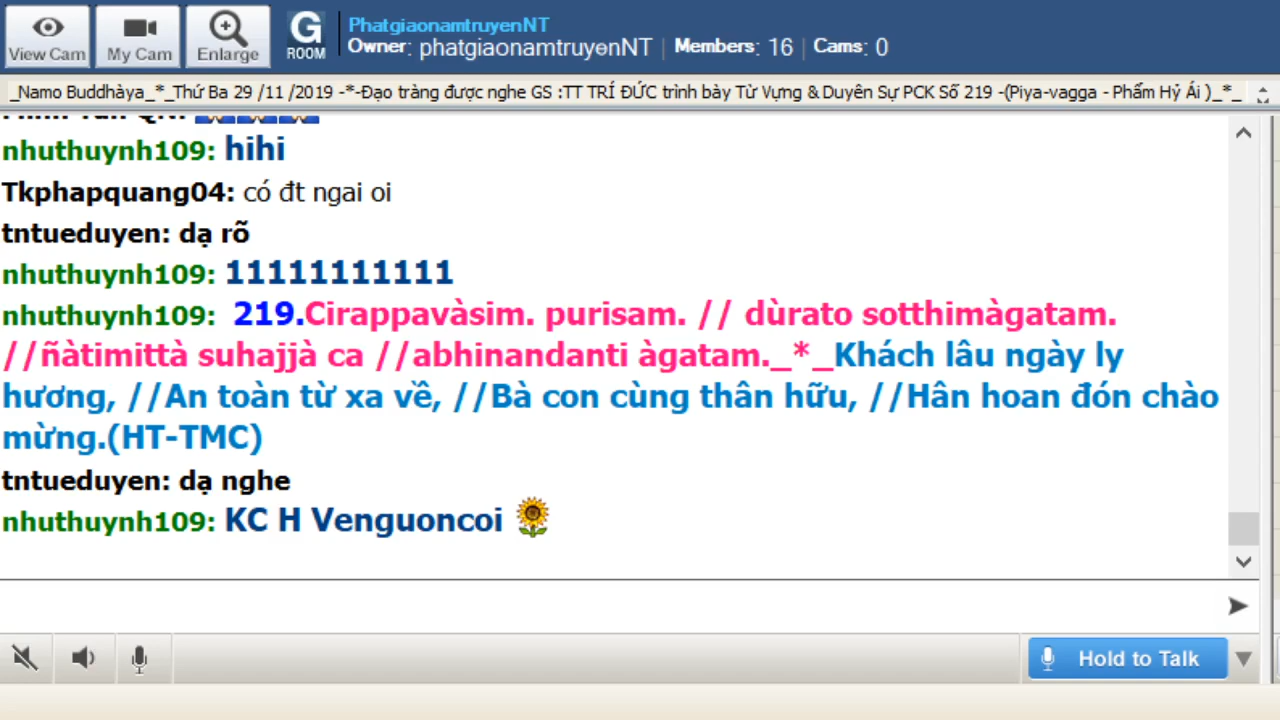 PhatgiaonamtruyenNT
View Cam
My Cam
Enlarge
G ROOM
Owner: phatgiaonamtruyenNT | Members: 16 | Cams: 0
_Namo Buddhàya_*_Thứ Ba 29 /11 /2019 -*-Đạo tràng được nghe GS :TT TRÍ ĐỨC trình bày Từ Vựng & Duyên Sự PCK Số 219 -(Piya-vagga - Phẩm Hỷ Ái )_*_
nhuthuynh109: hihi
Tkphapquang04: có đt ngai oi
tntueduyen: dạ rõ
nhuthuynh109: 11111111111
nhuthuynh109: 219.Cirappavàsim. purisam. // dùrato sotthimàgatam.
//ñàtimittà suhajjà ca //abhinandanti àgatam._*_Khách lâu ngày ly
hương, //An toàn từ xa về, //Bà con cùng thân hữu, //Hân hoan đón chào
mừng.(HT-TMC)
tntueduyen: dạ nghe
nhuthuynh109: KC H Venguoncoi
Hold to Talk